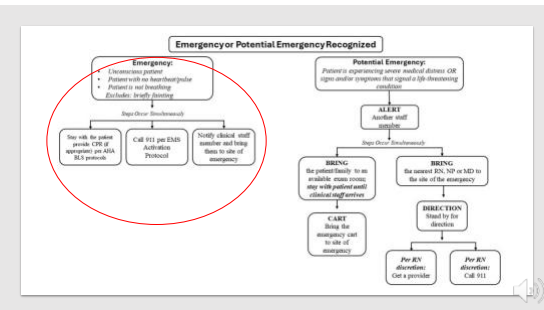 Emergency or Potential Emergency Recognized
Emergency:
• Unconscious patient
• Patient with no heartbeat/pulse
• Patient is not breathing
Excludes: briefly fainting
Steps Occur Simultaneously
Stay with the patient
provide CPR (if
appropriate) per AHA
BLS protocols
Call 911 per EMS
Activation
Protocol
Notify clinical staff
member and bring
them to site of
emergency
Potential Emergency:
Patient is experiencing severe medical distress OR
signs and/or symptoms that signal a life-threatening
condition
ALERT
Another staff
member
Steps Occur Simultaneously
BRING
the patient/family to an
available exam room;
stay with patient until
clinical staff arrives
BRING
the nearest RN, NP or MD to
the site of the emergency
CART
Bring the
emergency cart
to site of
emergency
DIRECTION
Stand by for
direction
Per RN
discretion:
Get a provider
Per RN
discretion:
Call 911